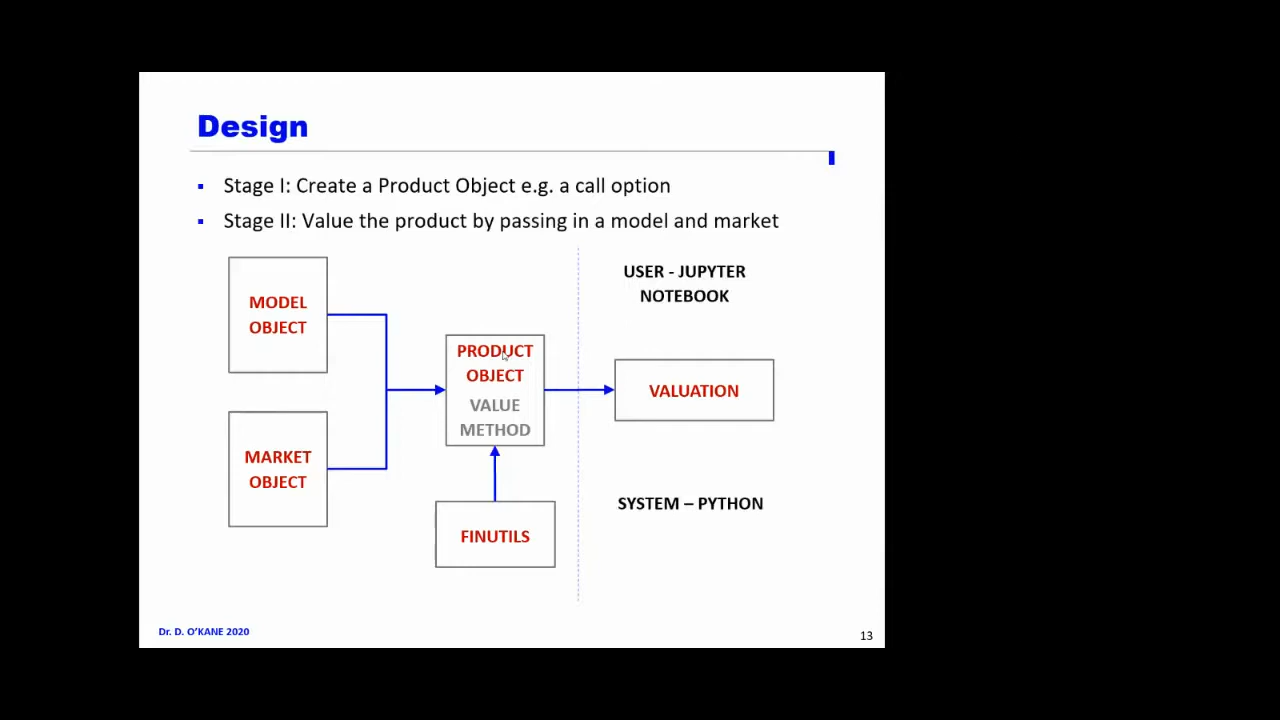 Design
▪ Stage I: Create a Product Object e.g. a call option
▪ Stage II: Value the product by passing in a model and market
USER - JUPYTER
NOTEBOOK
MODEL
OBJECT
PRODUCT
OBJECT
VALUE
METHOD
VALUATION
MARKET
OBJECT
SYSTEM – PYTHON
FINUTILS
Dr. D. O'KANE 2020
13